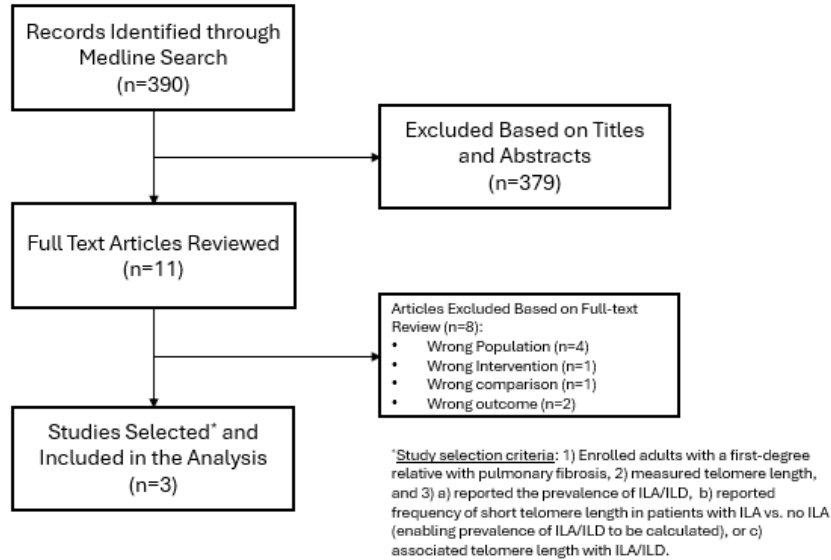 Records Identified through
Medline Search
(n=390)
Excluded Based on Titles
and Abstracts
(n=379)
Full Text Articles Reviewed
(n=11)
Articles Excluded Based on Full-text
Review (n=8):
• Wrong Population (n=4)
• Wrong Intervention (n=1)
• Wrong comparison (n=1)
• Wrong outcome (n=2)
Studies Selected* and
Included in the Analysis
(n=3)
*Study selection criteria: 1) Enrolled adults with a first-degree
relative with pulmonary fibrosis, 2) measured telomere length,
and 3) a) reported the prevalence of ILA/ILD, b) reported
frequency of short telomere length in patients with ILA vs. no ILA
(enabling prevalence of ILA/ILD to be calculated), or c)
associated telomere length with ILA/ILD.